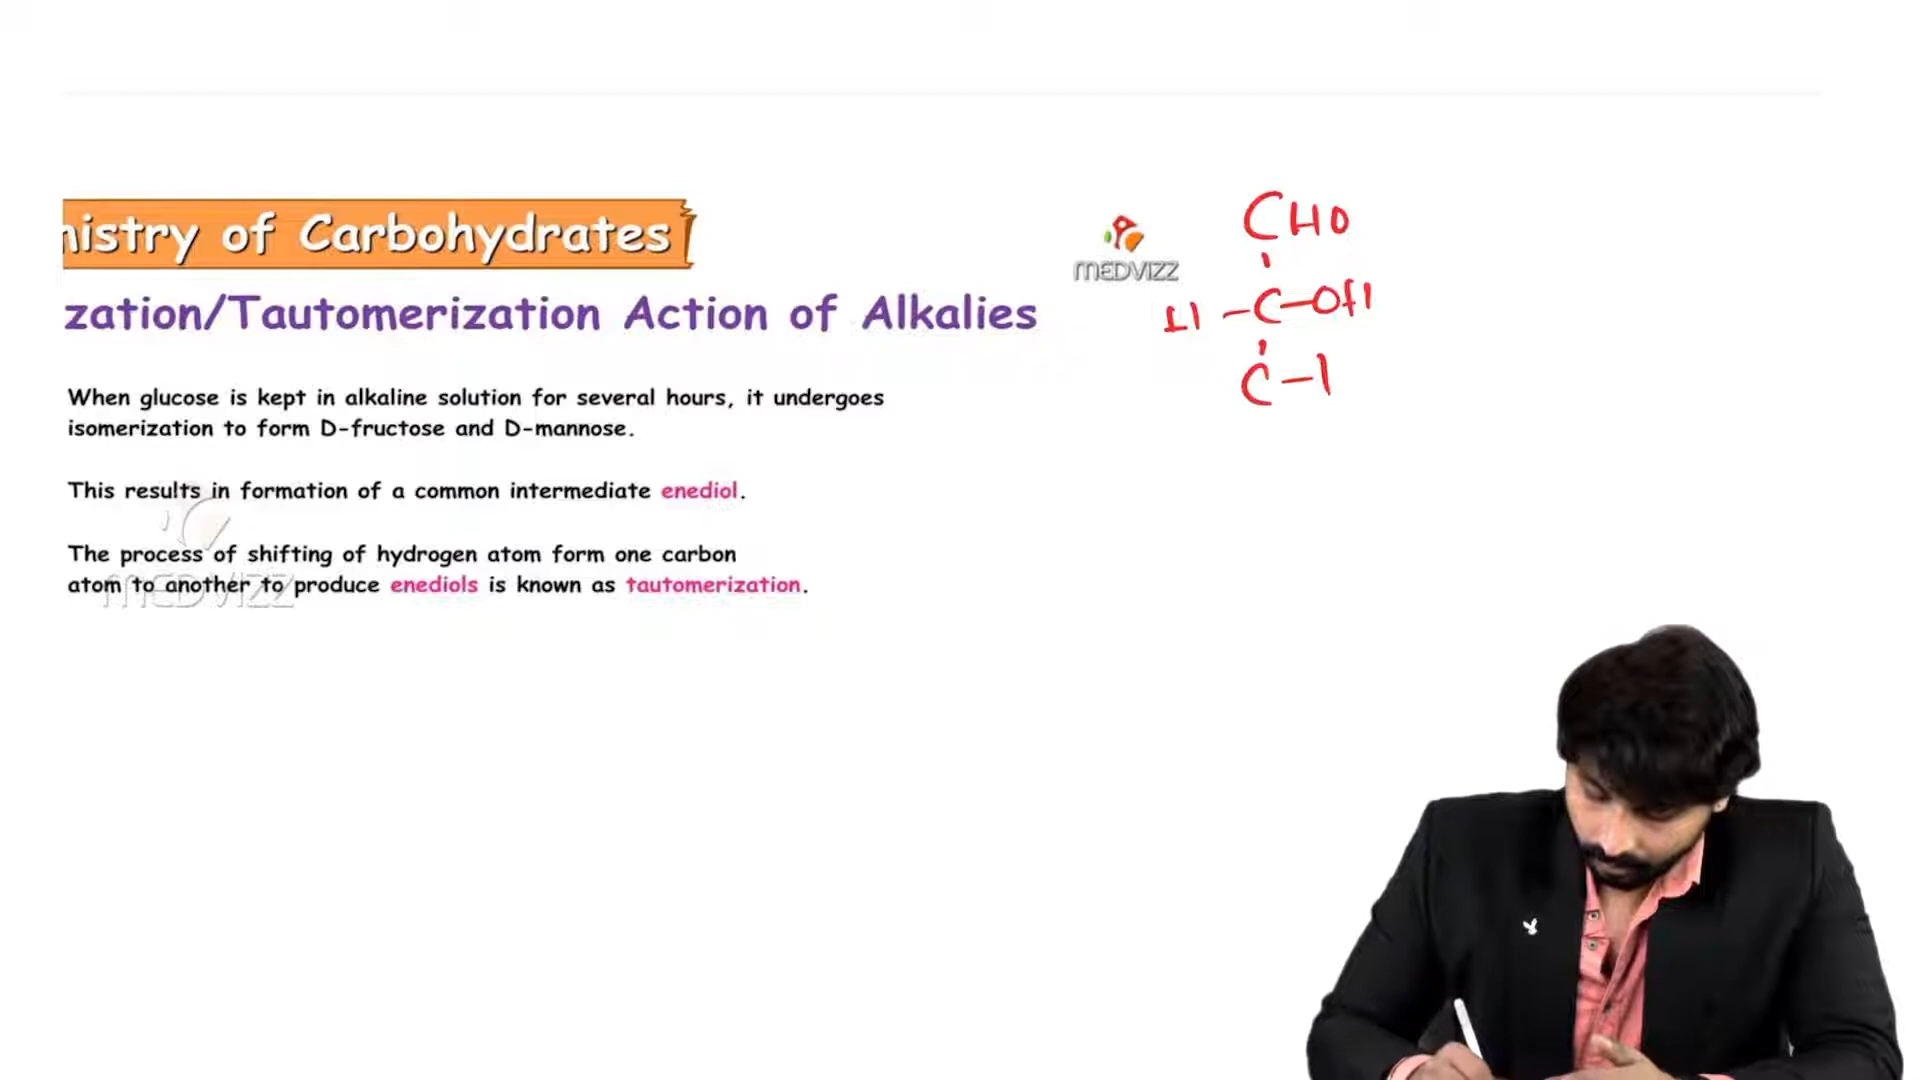 nistry of Carbohydrates
zation/Tautomerization Action of Alkalies
When glucose is kept in alkaline solution for several hours, it undergoes
isomerization to form D-fructose and D-mannose.
This results in formation of a common intermediate enediol.
The process of shifting of hydrogen atom form one carbon
atom to another to produce enediols is known as tautomerization.
MEDVIZZ
MEDVIZZ
CHO
H-C-OH
C-